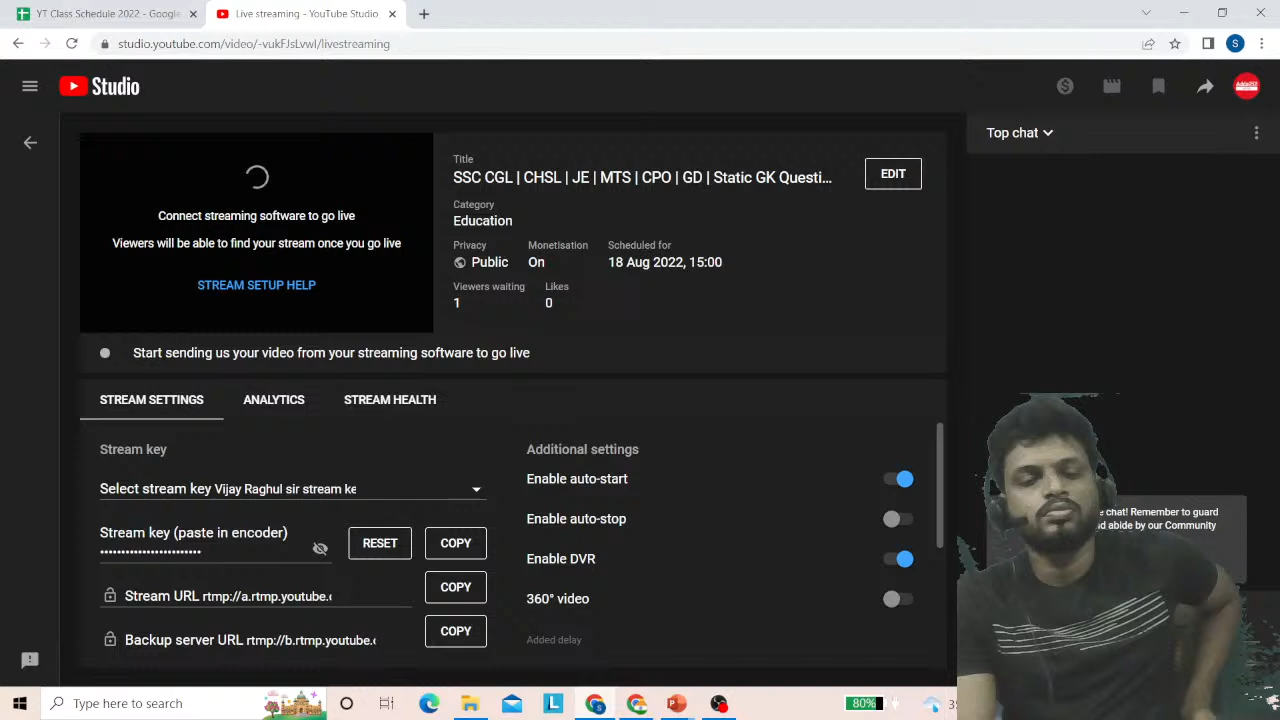 YT Class Schedule 2022 - Google
Live streaming - YouTube Studio
studio.youtube.com/video/-vukFJsLvwI/livestreaming
S
Studio
Top chat
Connect streaming software to go live
Viewers will be able to find your stream once you go live
STREAM SETUP HELP
Title
SSC CGL | CHSL | JE | MTS | CPO | GD | Static GK Questi...
EDIT
Category
Education
Privacy
Monetisation
Scheduled for
Public
On
18 Aug 2022, 15:00
Viewers waiting
Likes
1
0
Start sending us your video from your streaming software to go live
STREAM SETTINGS
ANALYTICS
STREAM HEALTH
Stream key
Select stream key Vijay Raghul sir stream ke
Stream key (paste in encoder)
RESET
COPY
Stream URL rtmp://a.rtmp.youtube.c
COPY
Backup server URL rtmp://b.rtmp.youtube.c
COPY
Additional settings
Enable auto-start
Enable auto-stop
Enable DVR
360° video
Added delay
chat! Remember to guard
abide by our Community
Type here to sea
80%